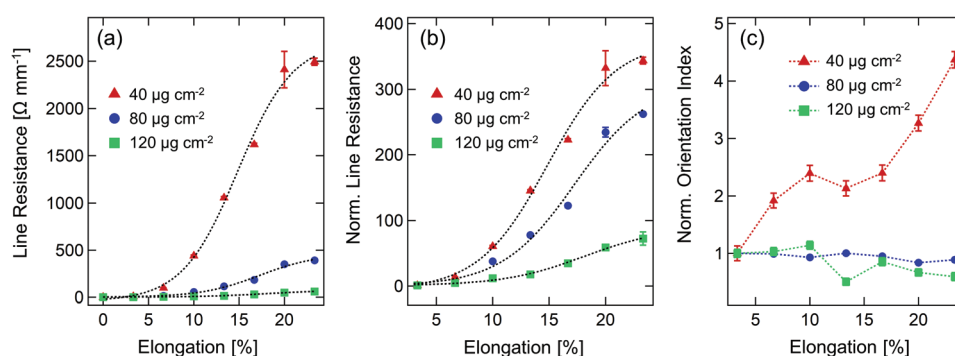 (a)
Line Resistance [Ω mm⁻¹]
2500
2000
1500
1000
500
0
40 µg cm⁻²
80 µg cm⁻²
120 µg cm⁻²
0 5 10 15 20
Elongation [%]
(b)
Norm. Line Resistance
400
300
200
100
0
40 µg cm⁻²
80 µg cm⁻²
120 µg cm⁻²
5 10 15 20
Elongation [%]
(c)
Norm. Orientation Index
5
4
3
2
1
0
40 µg cm⁻²
80 µg cm⁻²
120 µg cm⁻²
5 10 15 20
Elongation [%]